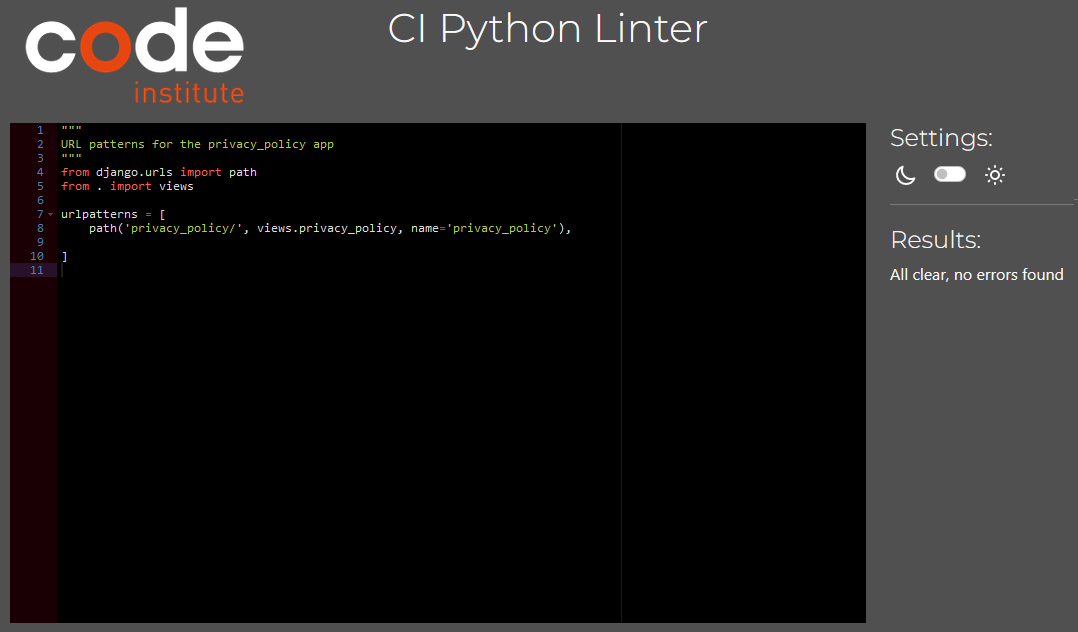 code
institute
CI Python Linter
1 """
2 URL patterns for the privacy_policy app
3 """
4 from django.urls import path
5 from . import views
6
7 urlpatterns = [
8     path('privacy_policy/', views.privacy_policy, name='privacy_policy'),
9
10 ]
11
Settings:
Results:
All clear, no errors found